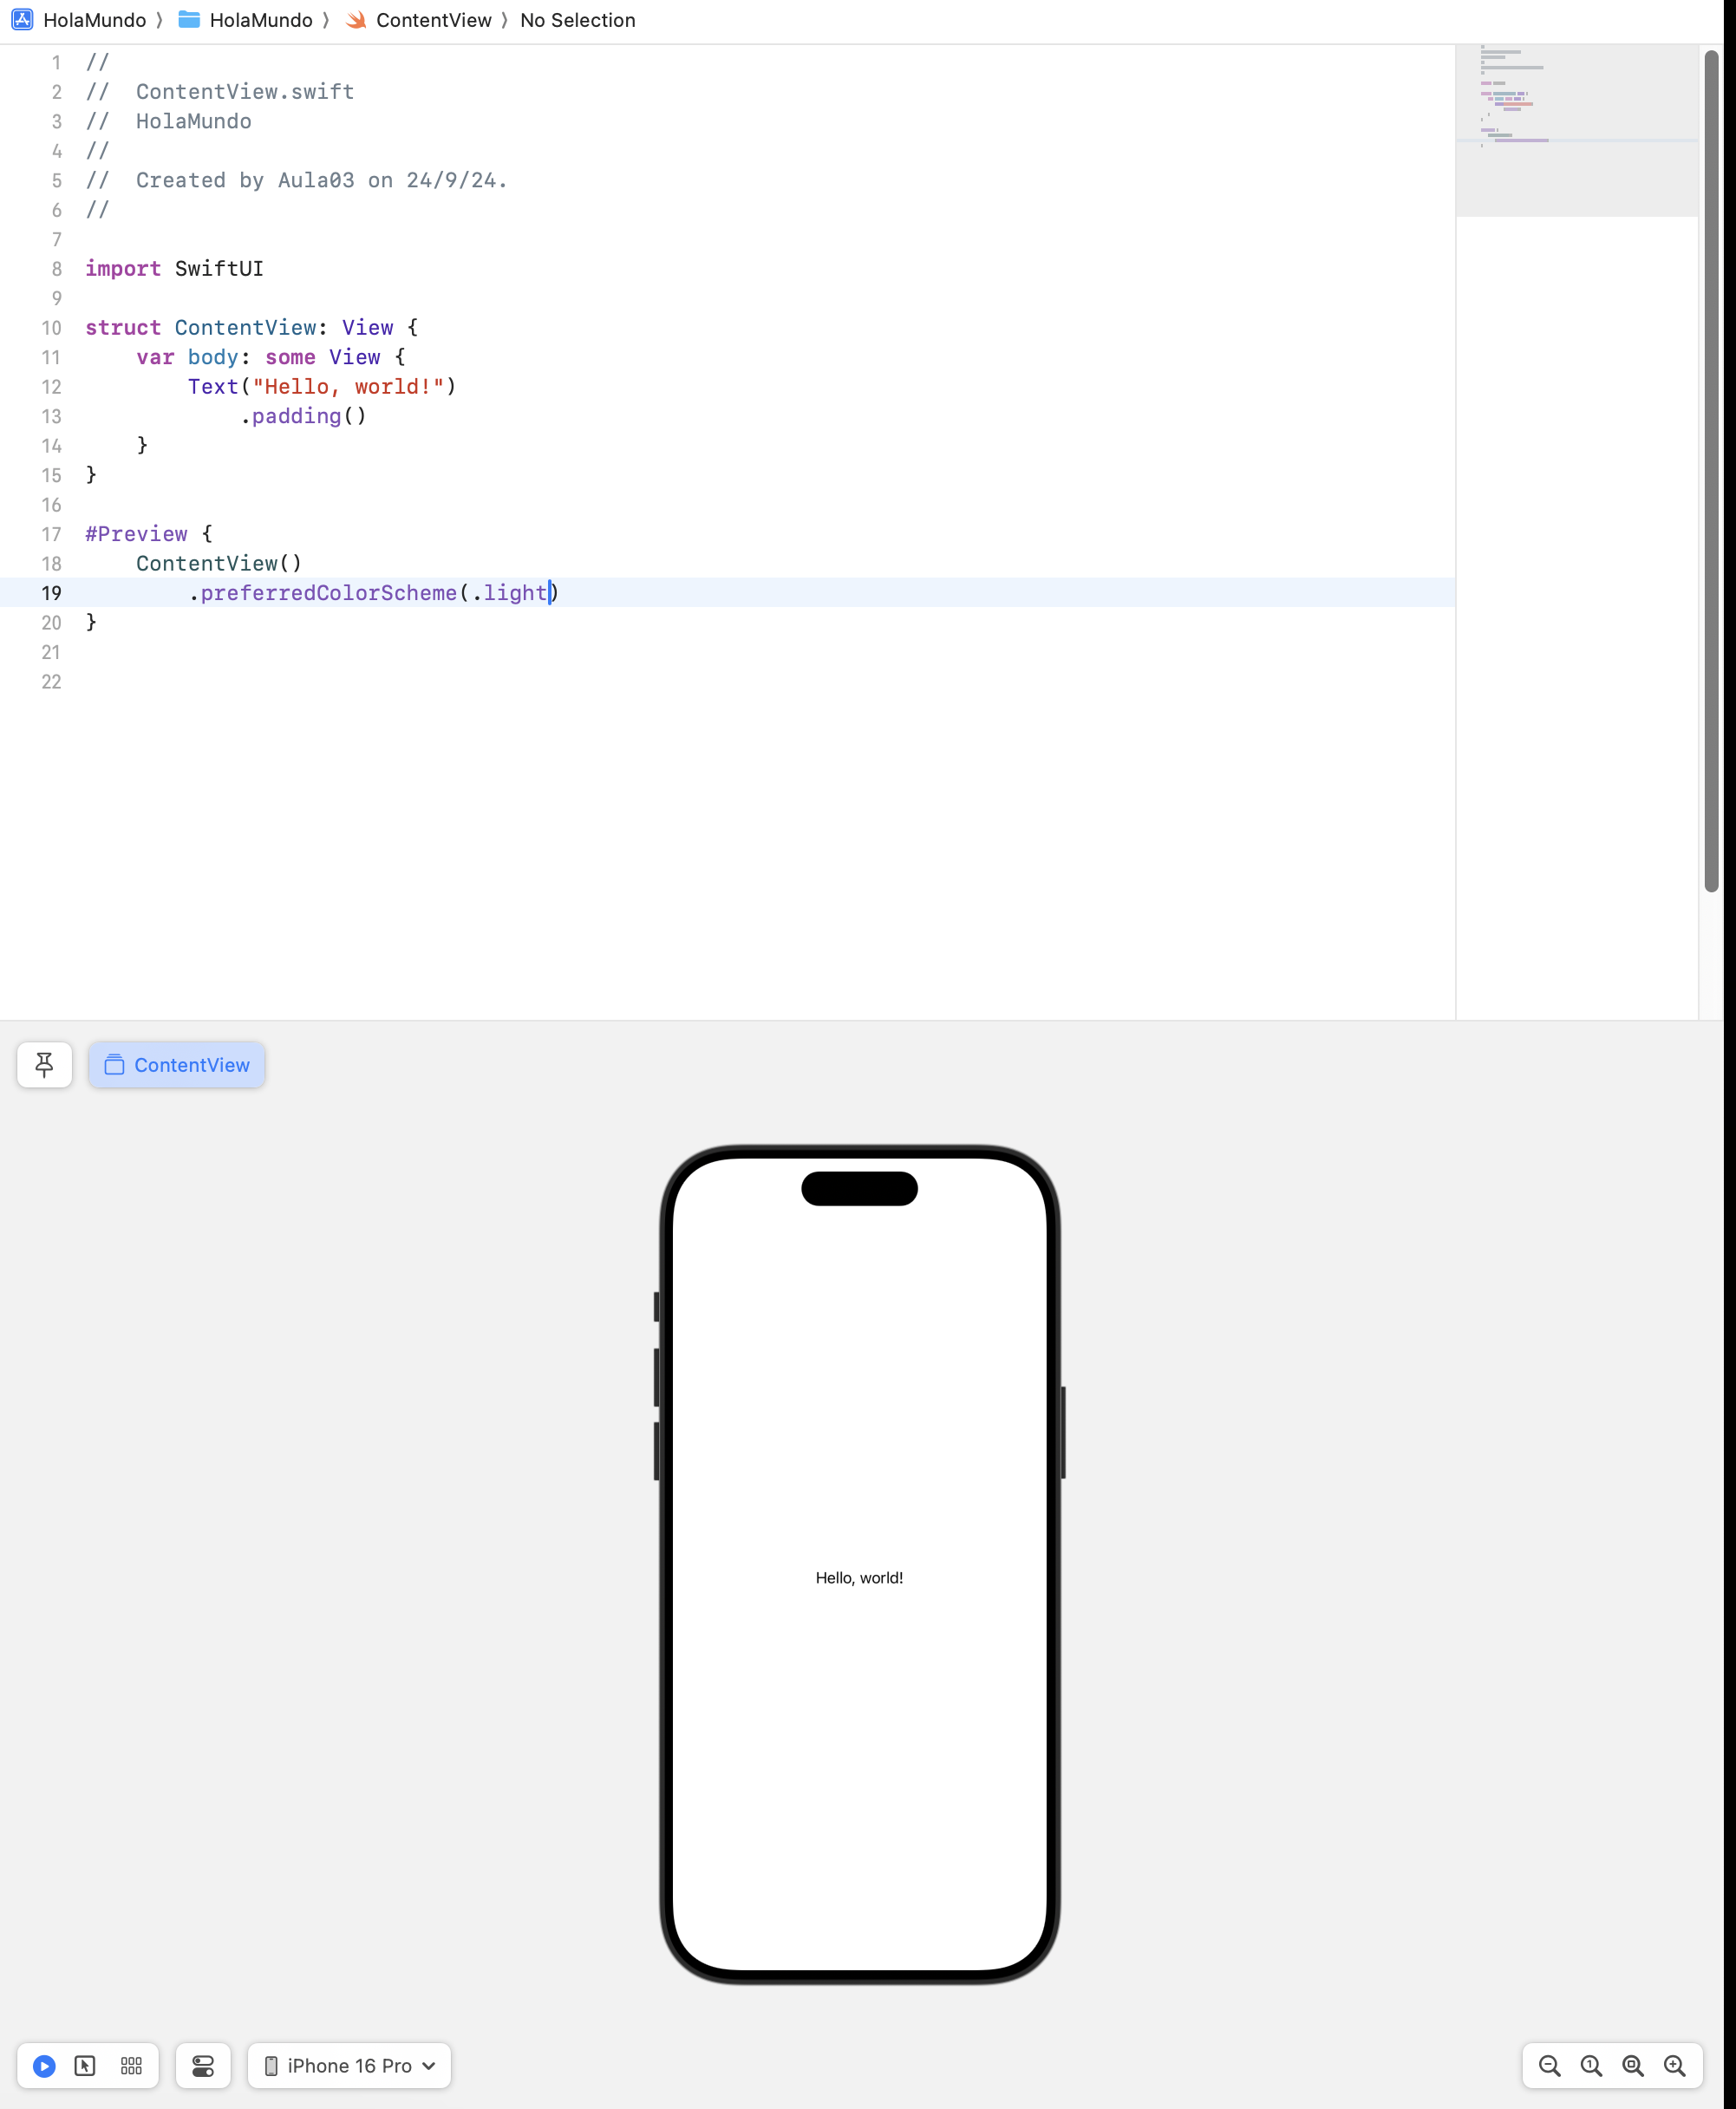 HolaMundo 〉 HolaMundo 〉 ContentView 〉 No Selection
1 //
2 //  ContentView.swift
3 //  HolaMundo
4 //
5 //  Created by Aula03 on 24/9/24.
6 //
7
8 import SwiftUI
9
10 struct ContentView: View {
11     var body: some View {
12         Text("Hello, world!")
13             .padding()
14     }
15 }
16
17 #Preview {
18     ContentView()
19         .preferredColorScheme(.light)
20 }
21
22
ContentView
Hello, world!
iPhone 16 Pro